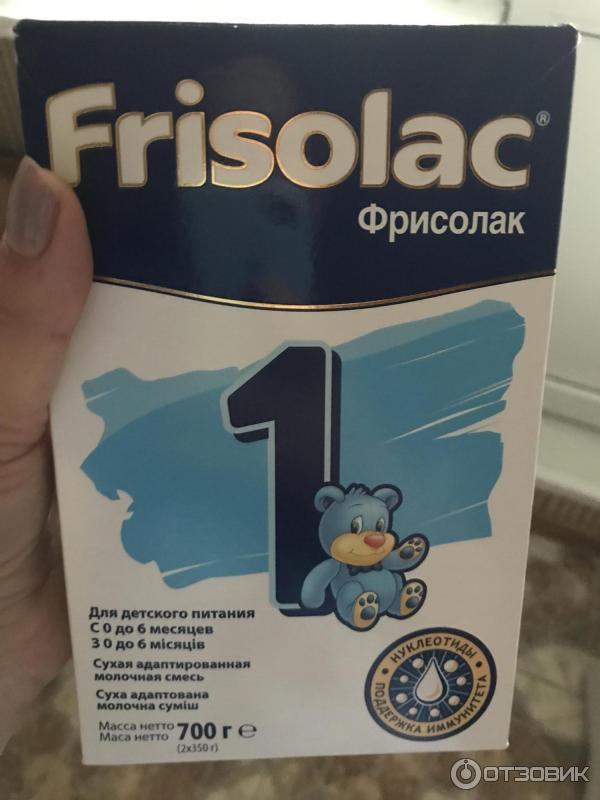 Frisolac®
Фрисолак
1
Для детского питания
С 0 до 6 месяцев
З 0 до 6 місяців
Сухая адаптированная
молочная смесь
Суха адаптована
молочна суміш
Масса нетто
Маса нетто
700 г ℮
(2x350 г)
НУКЛЕОТИДЫ
ПОДДЕРЖКА ИММУНИТЕТА
ОТЗОВИК